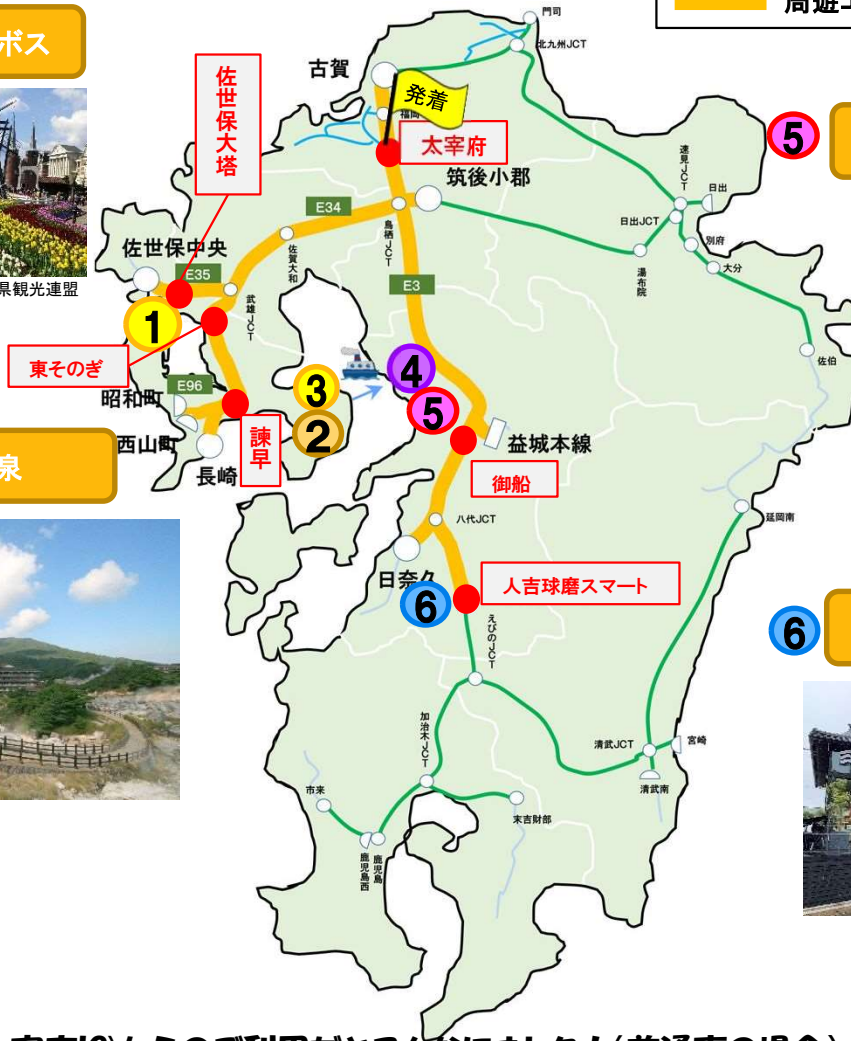 周遊エ
ボス
門司
北九州JCT
古賀
発着
福岡
太宰府
佐世保大塔
5
速見JCT
日出
筑後小郡
E34
日出JCT
別府
大分
湯布院
鳥栖JCT
佐賀大和
佐世保中央
E35
県観光連盟
武雄JCT
E3
1
東そのぎ
佐伯
4
3
5
E96
昭和町
2
西山町
諫早
長崎
益城本線
泉
御船
八代JCT
延岡南
日奈久
人吉球磨スマート
6
えびのJCT
6
加治木JCT
清武JCT
宮崎
清武南
市来
末吉財部
鹿児島西
鹿児島